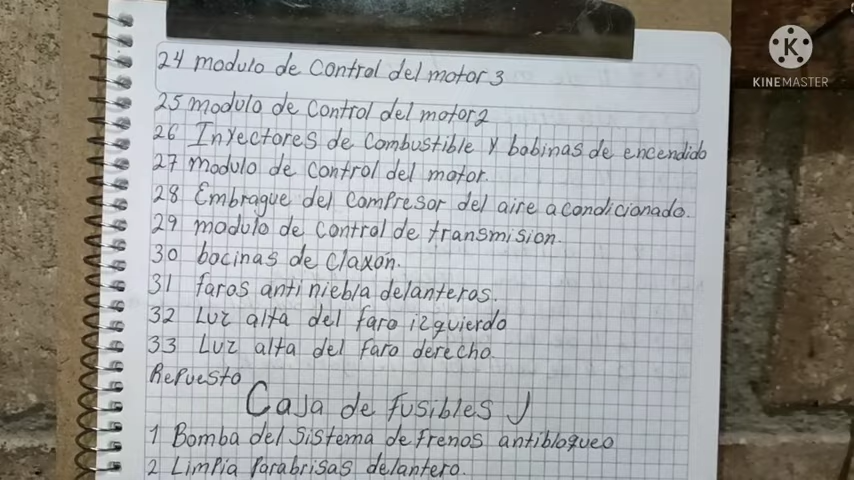 24 modulo de control del motor 3
25 modulo de control del motor 2
26 Inyectores de combustible y bobinas de encendido
27 modulo de control del motor.
28 Embrague del compresor del aire acondicionado.
29 modulo de control de transmision.
30 bocinas de claxon.
31 faros antiniebla delanteros.
32 Luz alta del faro izquierdo
33 Luz alta del faro derecho.
Repuesto
Caja de fusibles J
1 Bomba del sistema de frenos antibloqueo
2 Limpia parabrisas delantero.
K
KINEMASTER